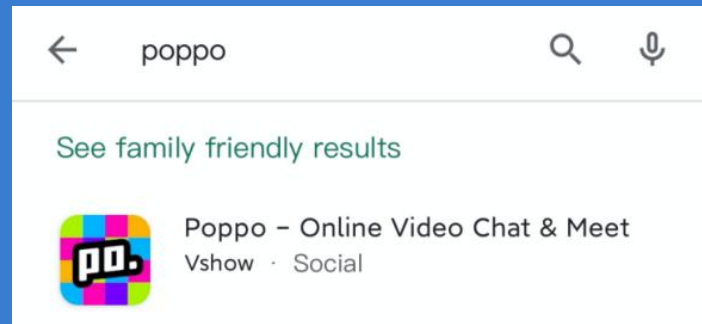 poppo
See family friendly results
po.
Poppo – Online Video Chat & Meet
Vshow · Social